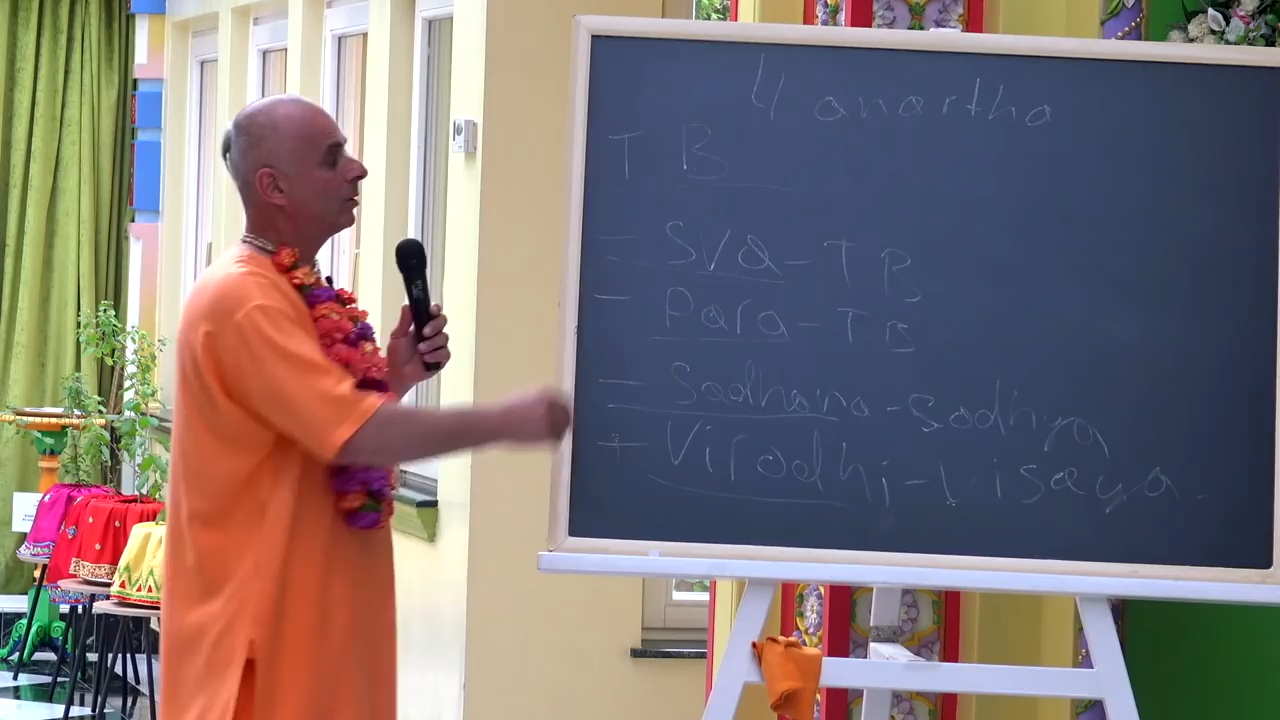 4 anartha
T B
- Sva - T B
- Para - T B
- Sadhana - Sadhya
- Virodhi - Visaya.